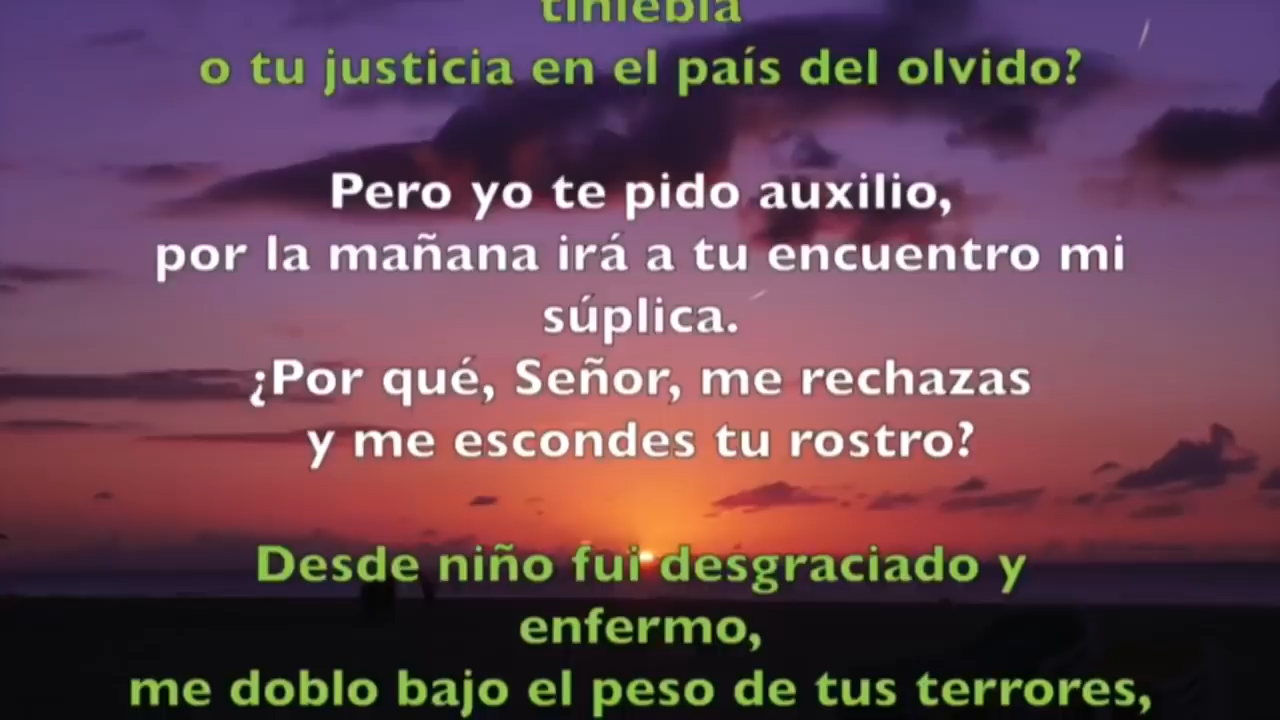 tiniebla
o tu justicia en el país del olvido?
Pero yo te pido auxilio,
por la mañana irá a tu encuentro mi
súplica.
¿Por qué, Señor, me rechazas
y me escondes tu rostro?
Desde niño fui desgraciado y
enfermo,
me doblo bajo el peso de tus terrores,